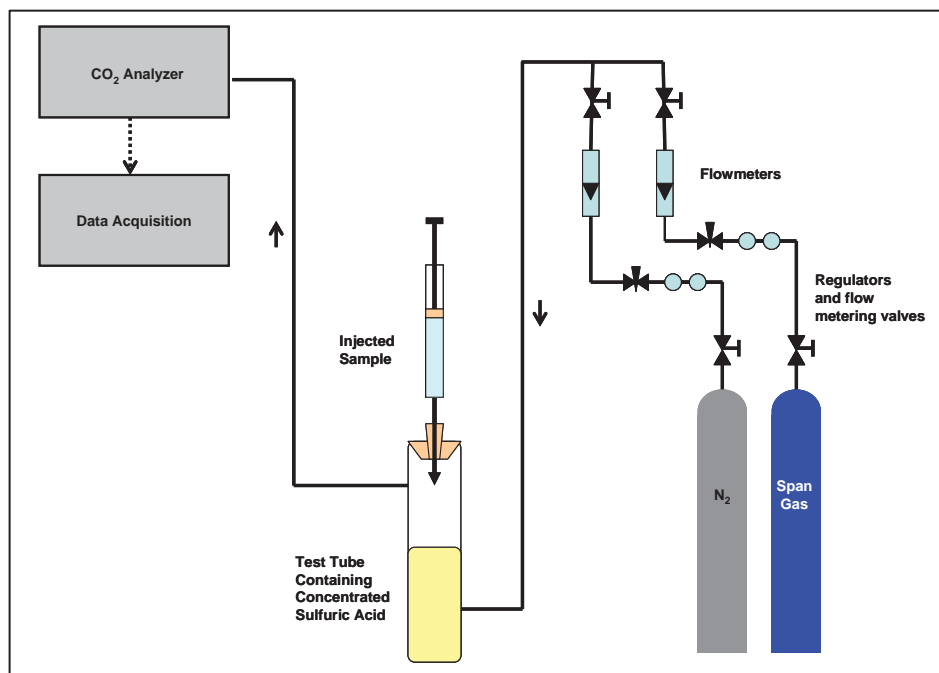 CO₂ Analyzer
Data Acquisition
Flowmeters
Regulators
and flow
metering valves
Injected
Sample
N₂
Span
Gas
Test Tube
Containing
Concentrated
Sulfuric Acid